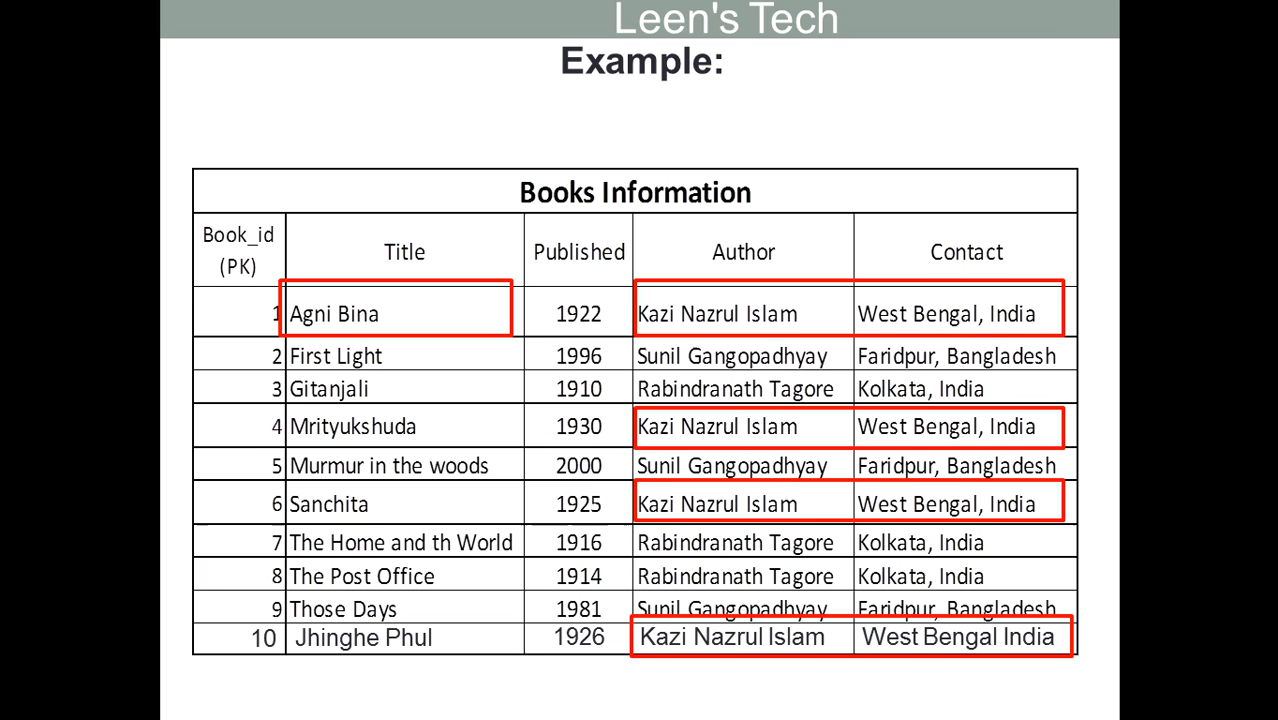 Leen's Tech
Example:
Books Information
Book_id (PK) Title Published Author Contact
1 Agni Bina 1922 Kazi Nazrul Islam West Bengal, India
2 First Light 1996 Sunil Gangopadhyay Faridpur, Bangladesh
3 Gitanjali 1910 Rabindranath Tagore Kolkata, India
4 Mrityukshuda 1930 Kazi Nazrul Islam West Bengal, India
5 Murmur in the woods 2000 Sunil Gangopadhyay Faridpur, Bangladesh
6 Sanchita 1925 Kazi Nazrul Islam West Bengal, India
7 The Home and th World 1916 Rabindranath Tagore Kolkata, India
8 The Post Office 1914 Rabindranath Tagore Kolkata, India
9 Those Days 1981 Sunil Gangopadhyay Faridpur, Bangladesh
10 Jhinghe Phul 1926 Kazi Nazrul Islam West Bengal India